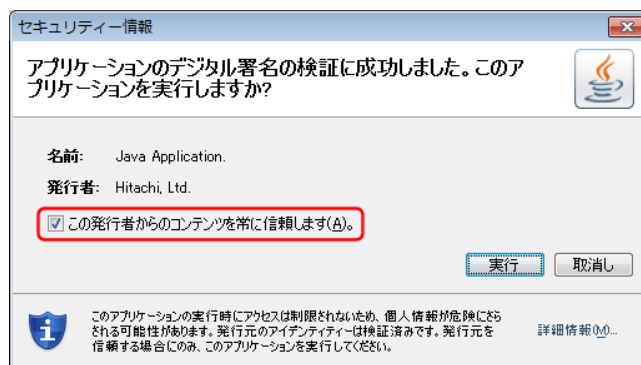 セキュリティー情報
アプリケーションのデジタル署名の検証に成功しました。このア
プリケーションを実行しますか?
名前: Java Application.
発行者: Hitachi, Ltd.
この発行者からのコンテンツを常に信頼します(A)。
実行 取消し
このアプリケーションの実行時にアクセスは制限されないため、個人情報が危険にさら
される可能性があります。発行元のアイデンティティーは検証済みです。発行元を
信頼する場合にのみ、このアプリケーションを実行してください。
詳細情報(M)...